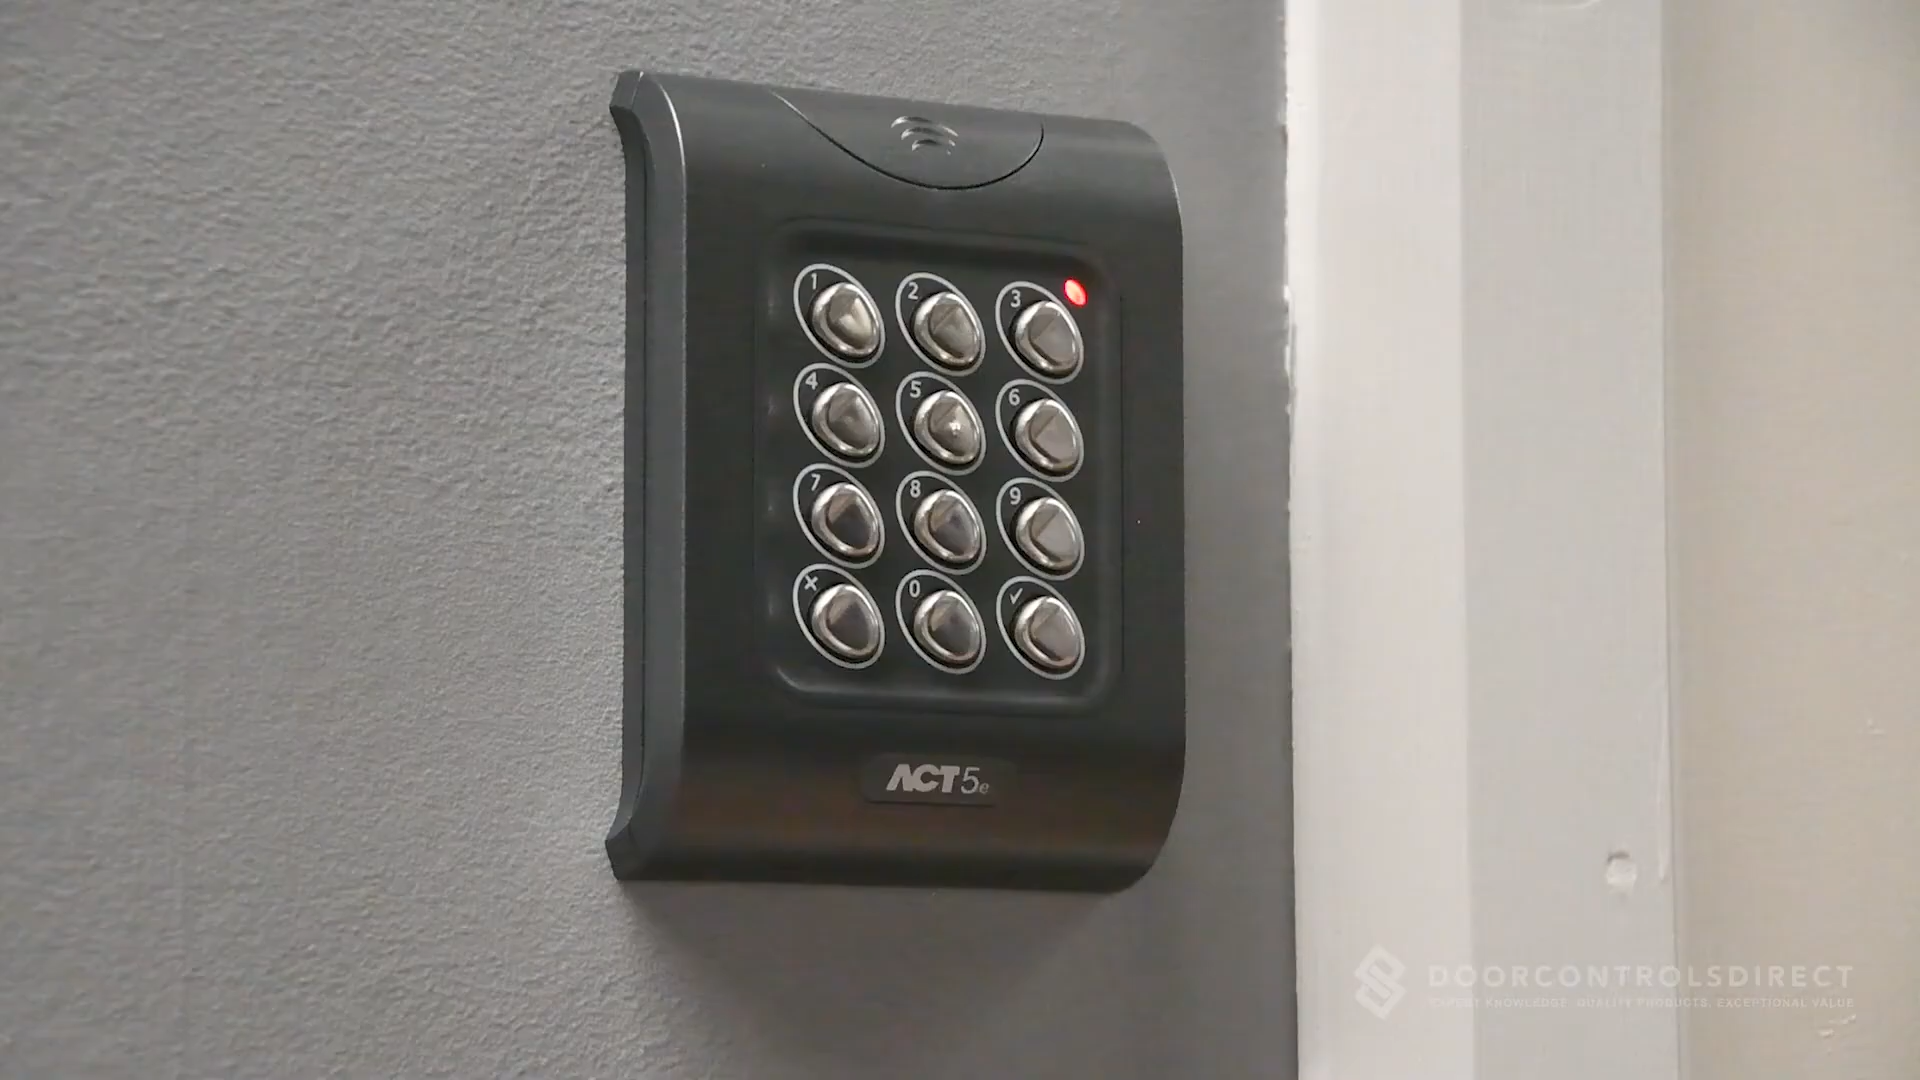 1 2 3
4 5 6
7 8 9
× 0 ✓
ACT5e
DOORCONTROLSDIRECT
EXPERT KNOWLEDGE. QUALITY PRODUCTS. EXCEPTIONAL VALUE